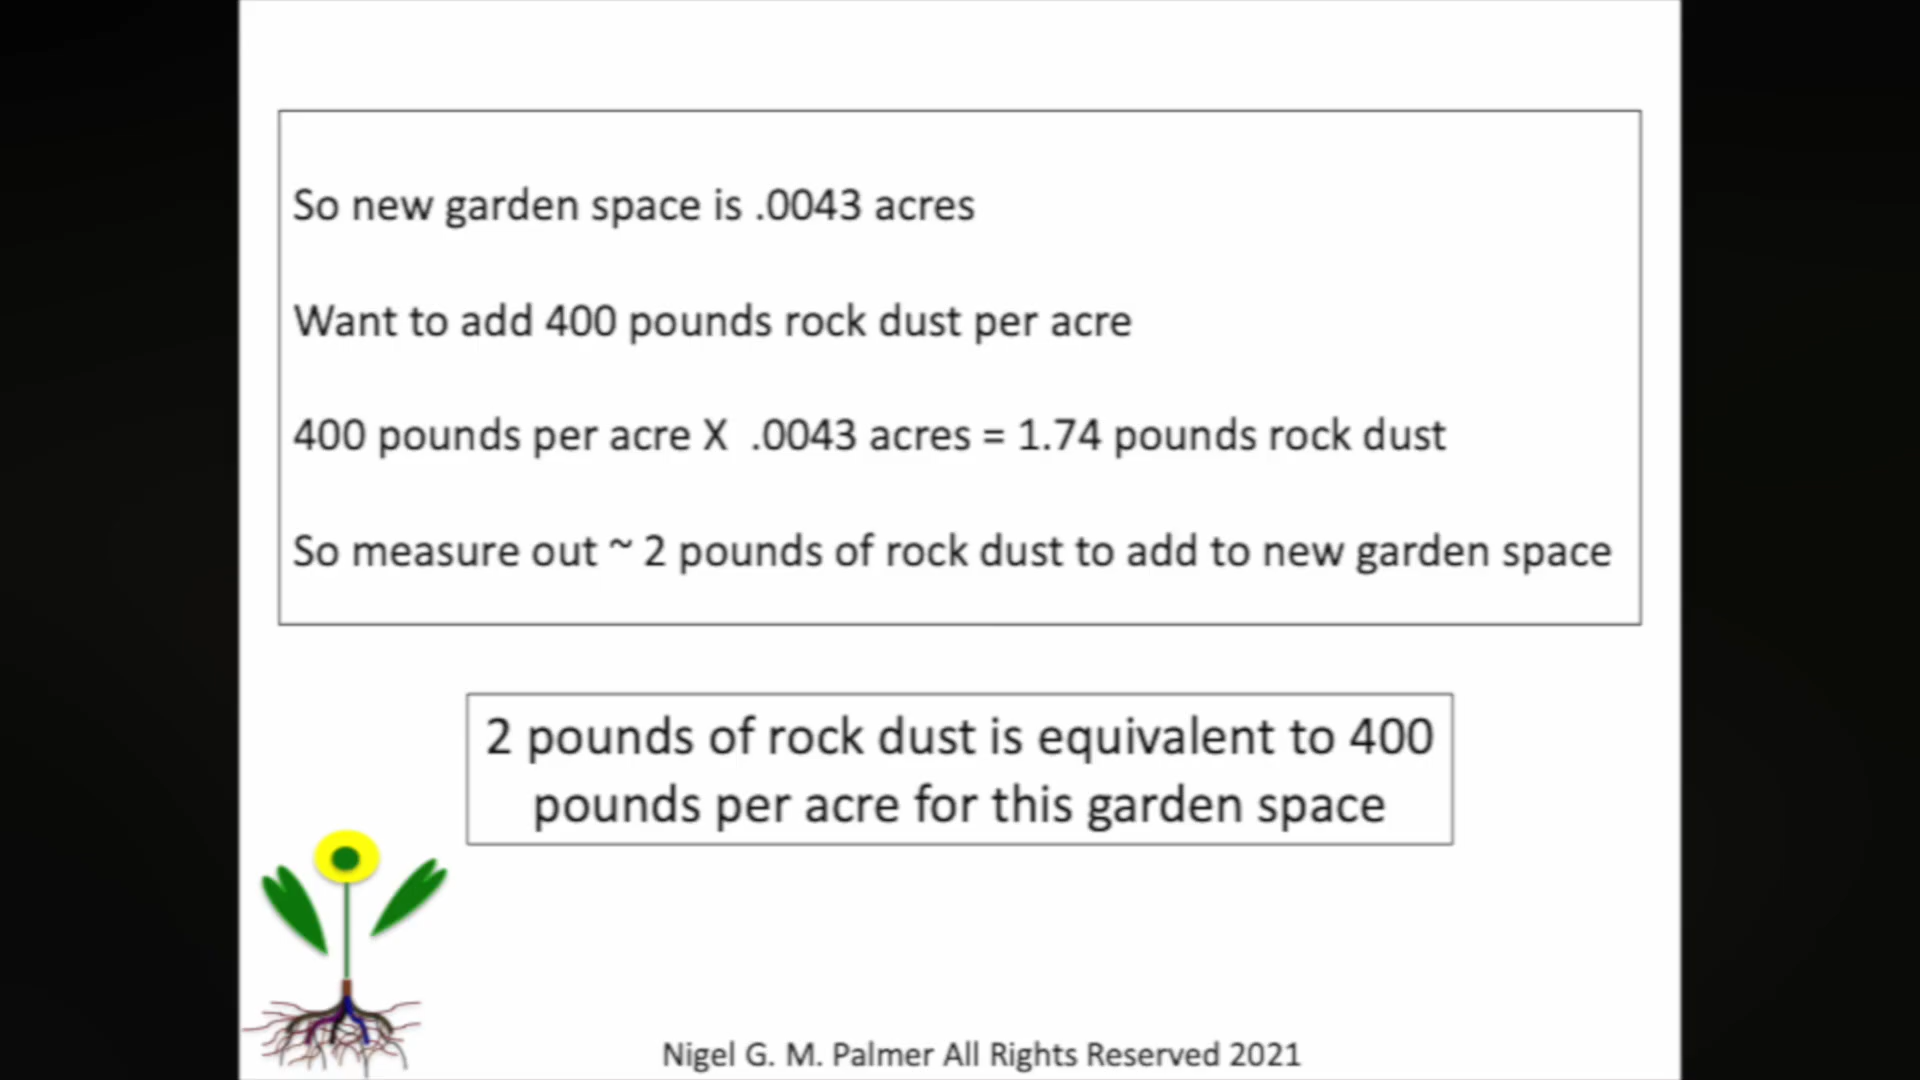 So new garden space is .0043 acres
Want to add 400 pounds rock dust per acre
400 pounds per acre X .0043 acres = 1.74 pounds rock dust
So measure out ~ 2 pounds of rock dust to add to new garden space
2 pounds of rock dust is equivalent to 400
pounds per acre for this garden space
Nigel G. M. Palmer All Rights Reserved 2021